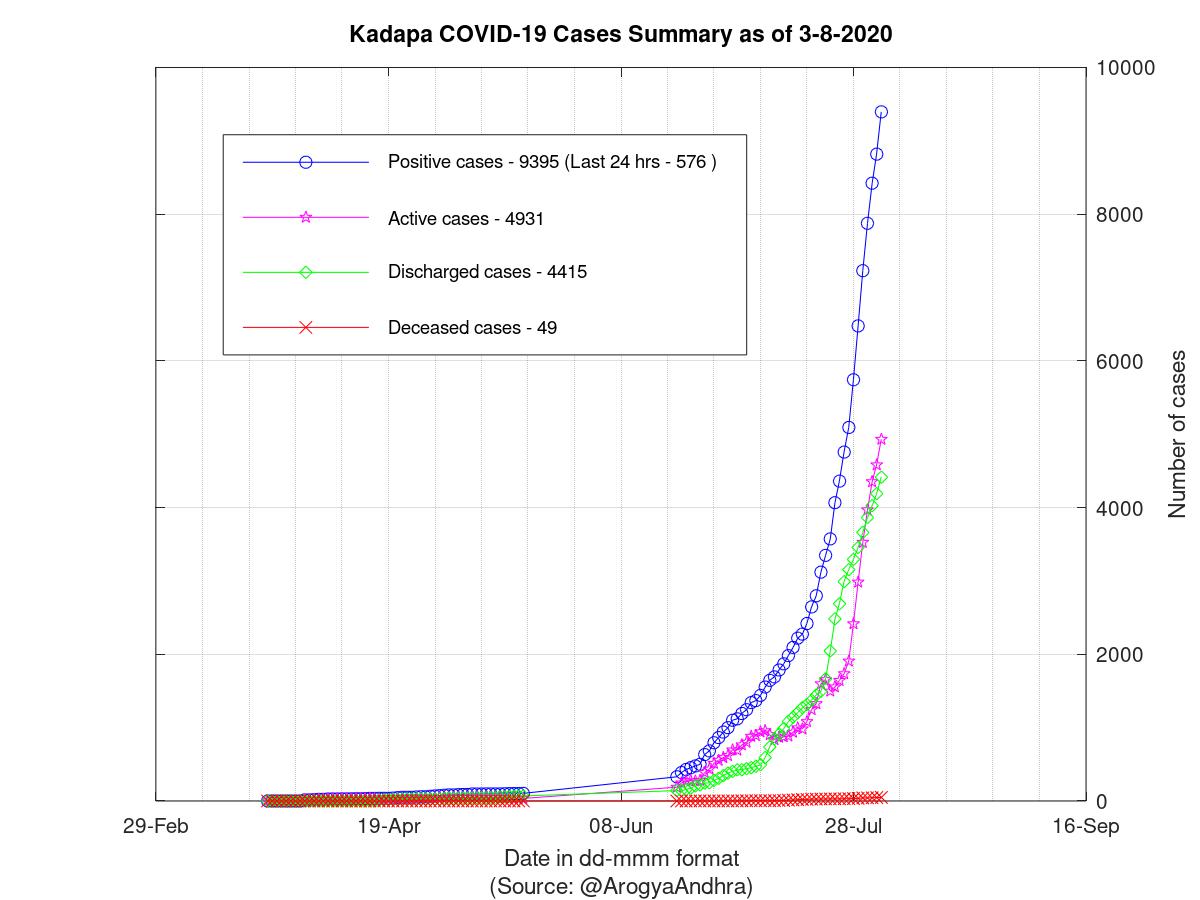 Kadapa COVID-19 Cases Summary as of 3-8-2020
Positive cases - 9395 (Last 24 hrs - 576 )
Active cases - 4931
Discharged cases - 4415
Deceased cases - 49
10000
8000
6000
4000
2000
0
Number of cases
29-Feb
19-Apr
08-Jun
28-Jul
16-Sep
Date in dd-mmm format
(Source: @ArogyaAndhra)